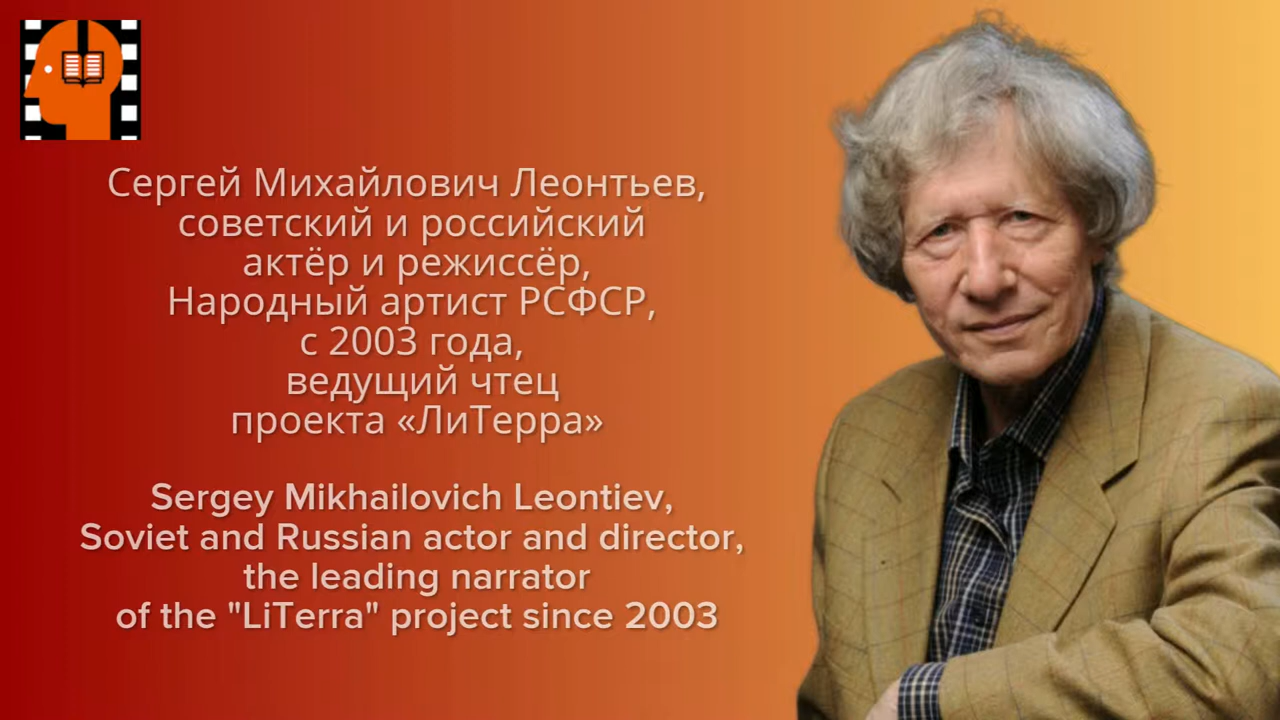 Сергей Михайлович Леонтьев,
советский и российский
актёр и режиссёр,
Народный артист РСФСР,
с 2003 года,
ведущий чтец
проекта «ЛиТерра»
Sergey Mikhailovich Leontiev,
Soviet and Russian actor and director,
the leading narrator
of the "LiTerra" project since 2003